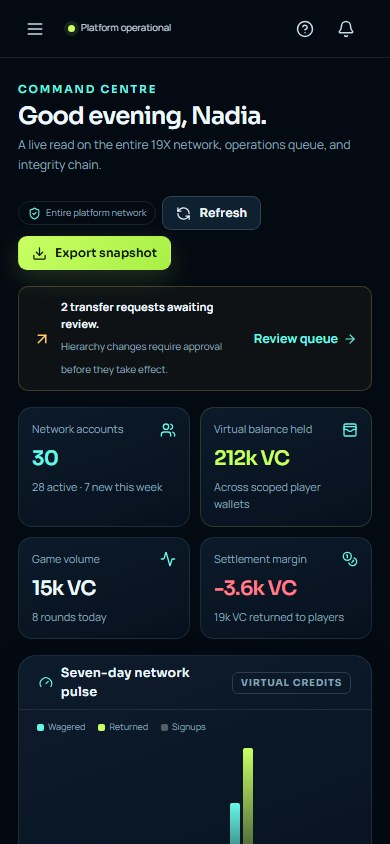 Platform operational
COMMAND CENTRE
Good evening, Nadia.
A live read on the entire 19X network, operations queue, and
integrity chain.
Entire platform network
Refresh
Export snapshot
2 transfer requests awaiting
review.
Hierarchy changes require approval
before they take effect.
Review queue
Network accounts
30
28 active · 7 new this week
Virtual balance held
212k VC
Across scoped player
wallets
Game volume
15k VC
8 rounds today
Settlement margin
-3.6k VC
19k VC returned to players
Seven-day network
pulse
VIRTUAL CREDITS
Wagered
Returned
Signups